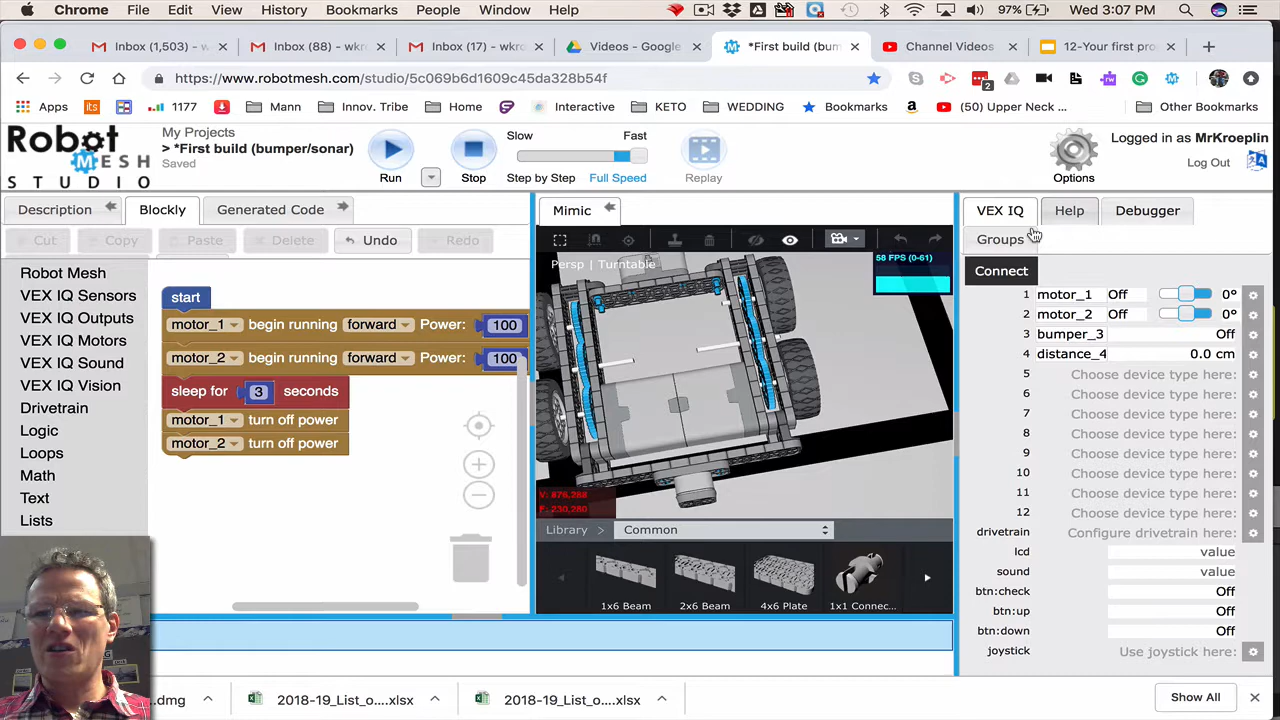 Chrome File Edit View History Bookmarks People Window Help 97% Wed 3:07 PM
Inbox (1,503) - w Inbox (88) - wkro Inbox (17) - wkro Videos - Google *First build (bum Channel Videos 12-Your first pro
https://www.robotmesh.com/studio/5c069b6d1609c45da328b54f
Apps its 1177 Mann Innov. Tribe Home Interactive KETO WEDDING Bookmarks (50) Upper Neck ... Other Bookmarks
Robot MESH STUDIO
My Projects
> *First build (bumper/sonar)
Saved
Run Stop
Slow Fast
Step by Step Full Speed
Replay
Options
Logged in as MrKroeplin
Log Out
Description Blockly Generated Code
Cut Copy Paste Delete Undo Redo
Robot Mesh
VEX IQ Sensors
VEX IQ Outputs
VEX IQ Motors
VEX IQ Sound
VEX IQ Vision
Drivetrain
Logic
Loops
Math
Text
Lists
start
motor_1 begin running forward Power: 100
motor_2 begin running forward Power: 100
sleep for 3 seconds
motor_1 turn off power
motor_2 turn off power
Mimic
Persp | Turntable
58 FPS (0-61)
V: 876,288
F: 230,280
Library > Common
1x6 Beam 2x6 Beam 4x6 Plate 1x1 Connec...
VEX IQ Help Debugger
Groups
Connect
1 motor_1 Off 0°
2 motor_2 Off 0°
3 bumper_3 Off
4 distance_4 0.0 cm
5 Choose device type here:
6 Choose device type here:
7 Choose device type here:
8 Choose device type here:
9 Choose device type here:
10 Choose device type here:
11 Choose device type here:
12 Choose device type here:
drivetrain Configure drivetrain here:
lcd value
sound value
btn:check Off
btn:up Off
btn:down Off
joystick Use joystick here:
.dmg 2018-19_List_o....xlsx 2018-19_List_o....xlsx Show All